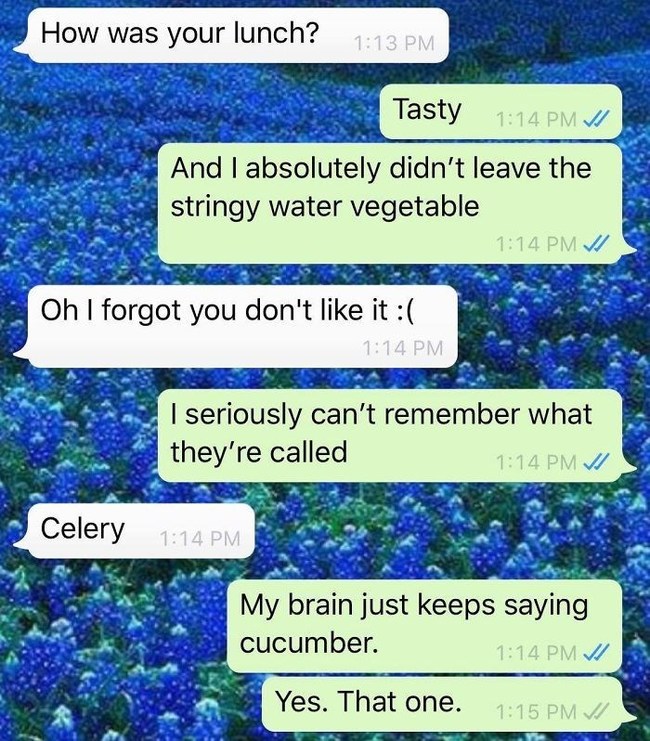 How was your lunch? 1:13 PM
Tasty 1:14 PM
And I absolutely didn’t leave the
stringy water vegetable
1:14 PM
Oh I forgot you don't like it :(
1:14 PM
I seriously can’t remember what
they’re called 1:14 PM
Celery 1:14 PM
My brain just keeps saying
cucumber. 1:14 PM
Yes. That one. 1:15 PM